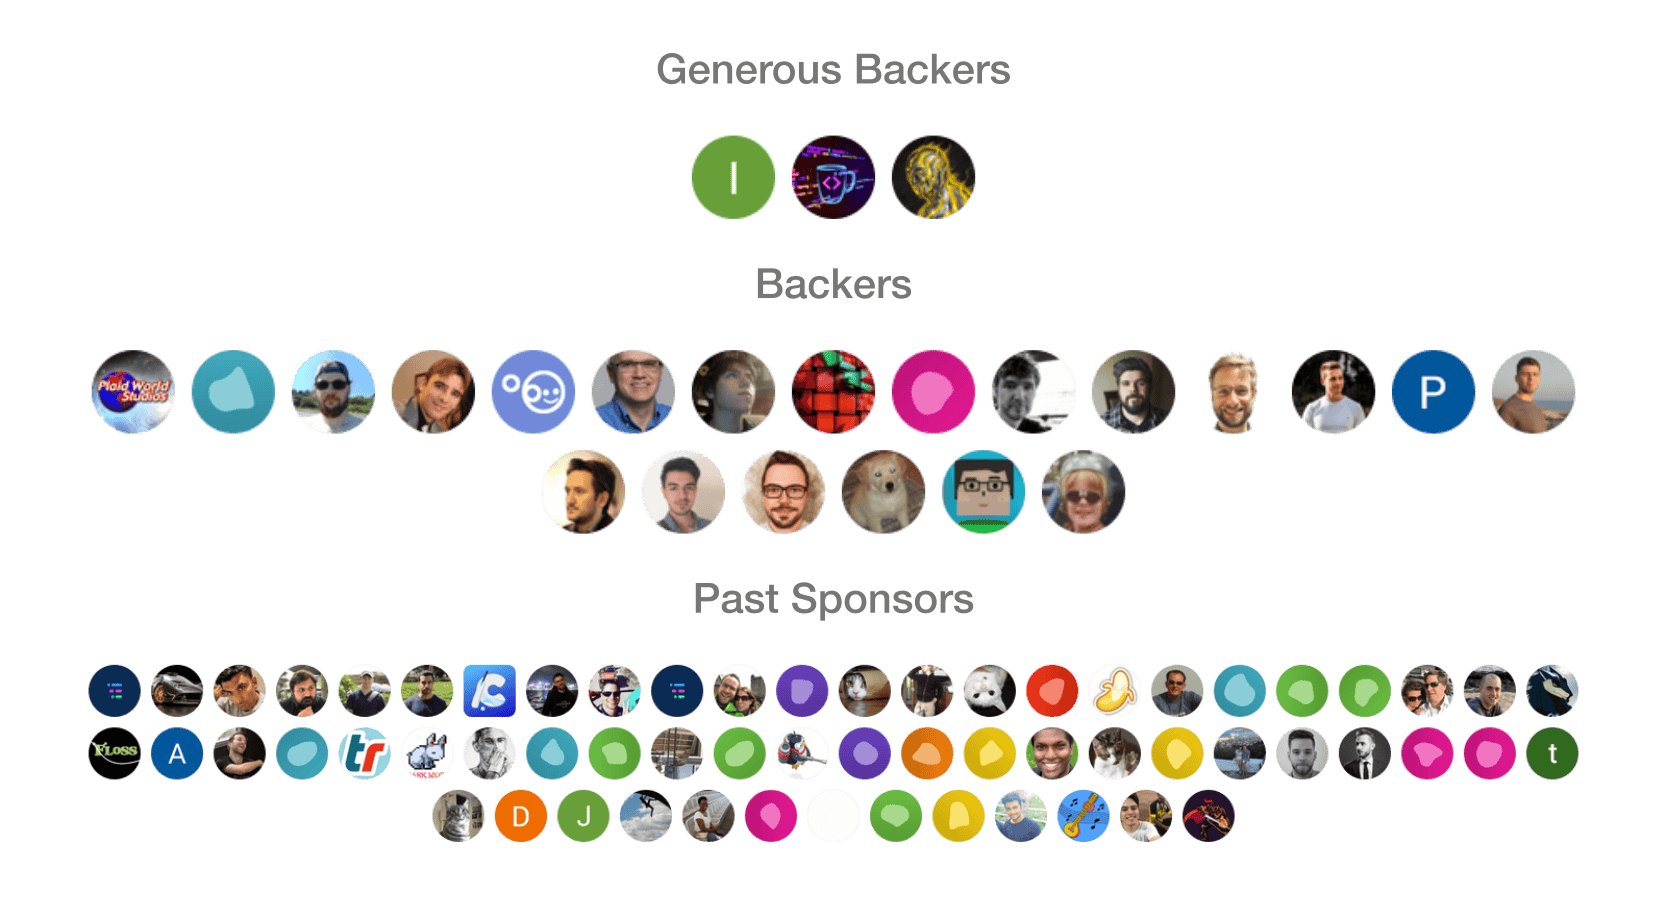 Generous Backers
I
Backers
Plaid World
Studios
P
Past Sponsors
FLOSS
A
tr
t
D
J